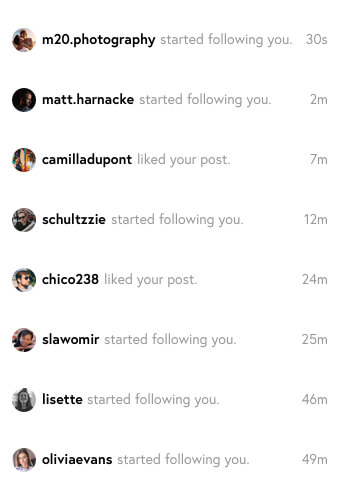 m20.photography started following you. 30s
matt.harnacke started following you. 2m
camilladupont liked your post. 7m
schultzzie started following you. 12m
chico238 liked your post. 24m
slawomir started following you. 25m
lisette started following you. 46m
oliviaevans started following you. 49m